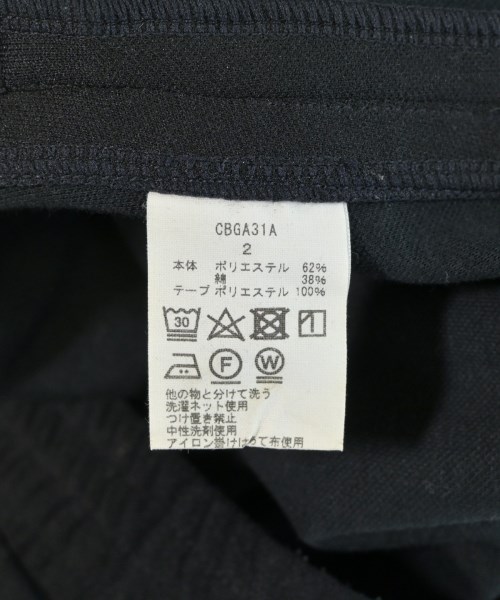 CBGA31A
2
本体 ポリエステル 62%
綿 38%
テープ ポリエステル 100%
30
F W
他の物と分けて洗う
洗濯ネット使用
つけ置き禁止
中性洗剤使用
アイロン掛けは当て布使用